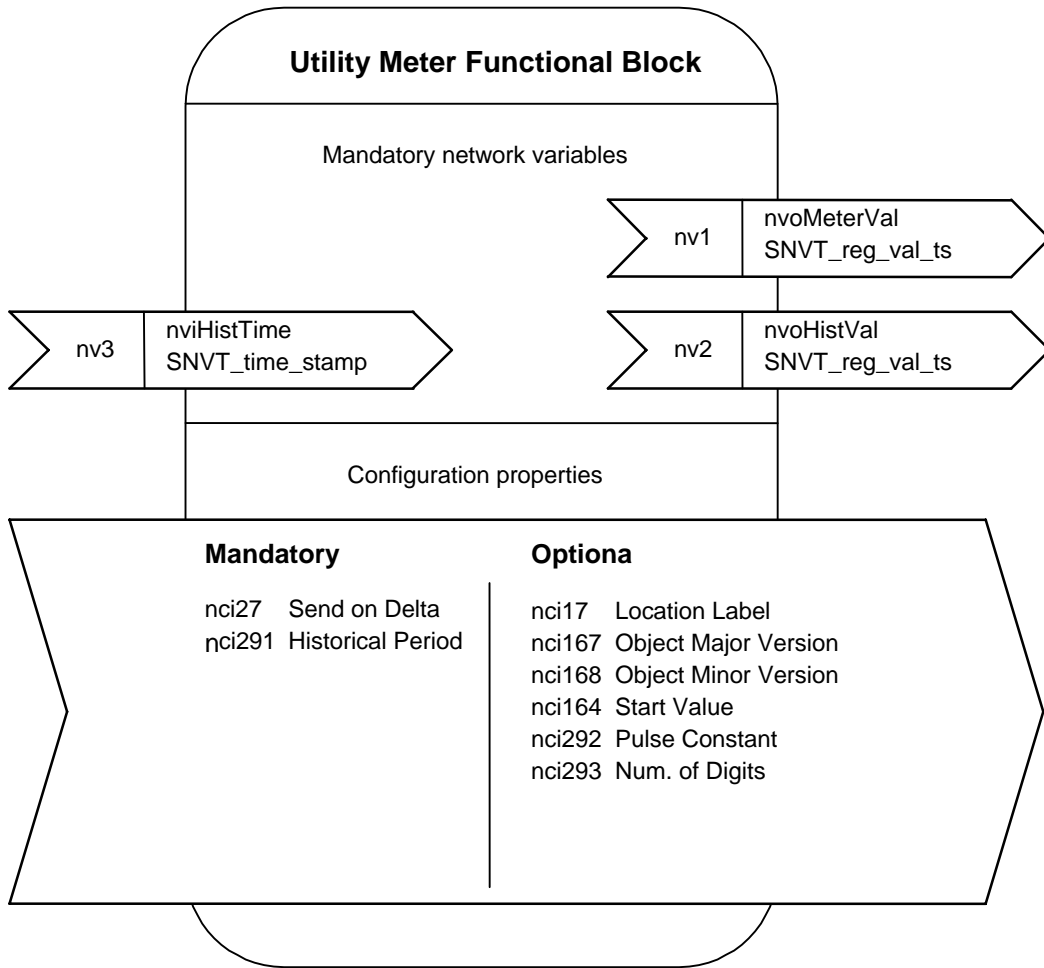 Utility Meter Functional Block
Mandatory network variables
nv1
nvoMeterVal
SNVT_reg_val_ts
nv3
nviHistTime
SNVT_time_stamp
nv2
nvoHistVal
SNVT_reg_val_ts
Configuration properties
Mandatory
nci27 Send on Delta
nci291 Historical Period
Optiona
nci17 Location Label
nci167 Object Major Version
nci168 Object Minor Version
nci164 Start Value
nci292 Pulse Constant
nci293 Num. of Digits